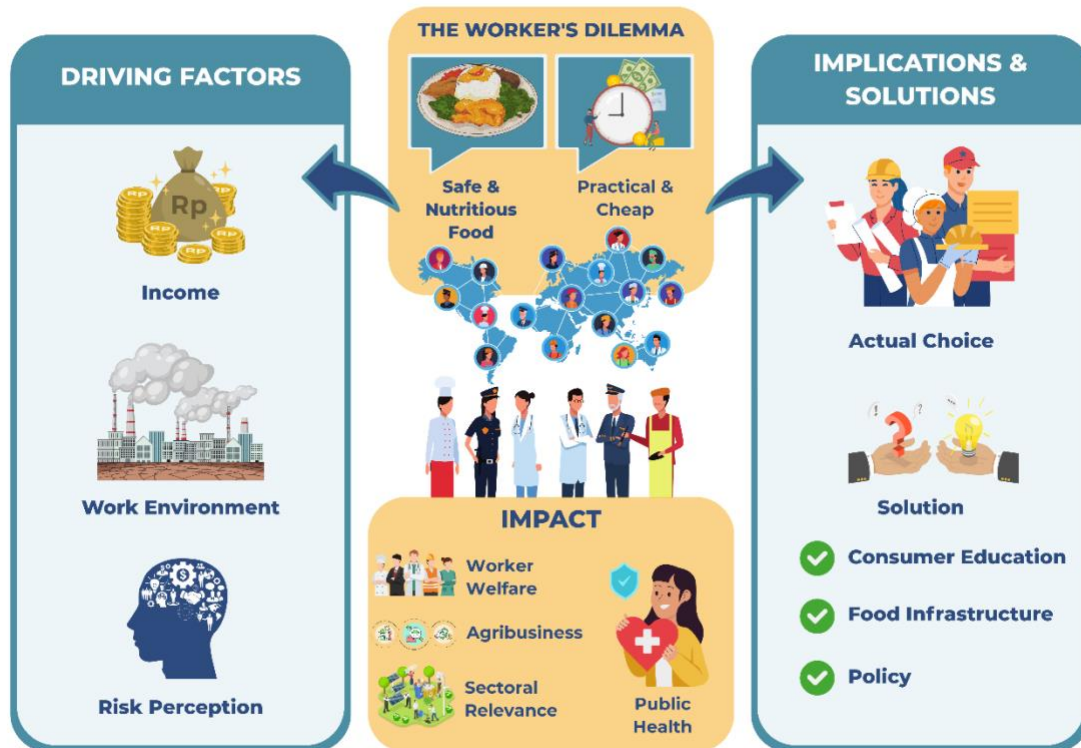 DRIVING FACTORS
Rp
Income
Work Environment
$
Risk Perception
THE WORKER'S DILEMMA
Safe &
Nutritious
Food
Practical &
Cheap
IMPACT
Worker
Welfare
Agribusiness
Sectoral
Relevance
Public
Health
IMPLICATIONS &
SOLUTIONS
Actual Choice
Solution
Consumer Education
Food Infrastructure
Policy